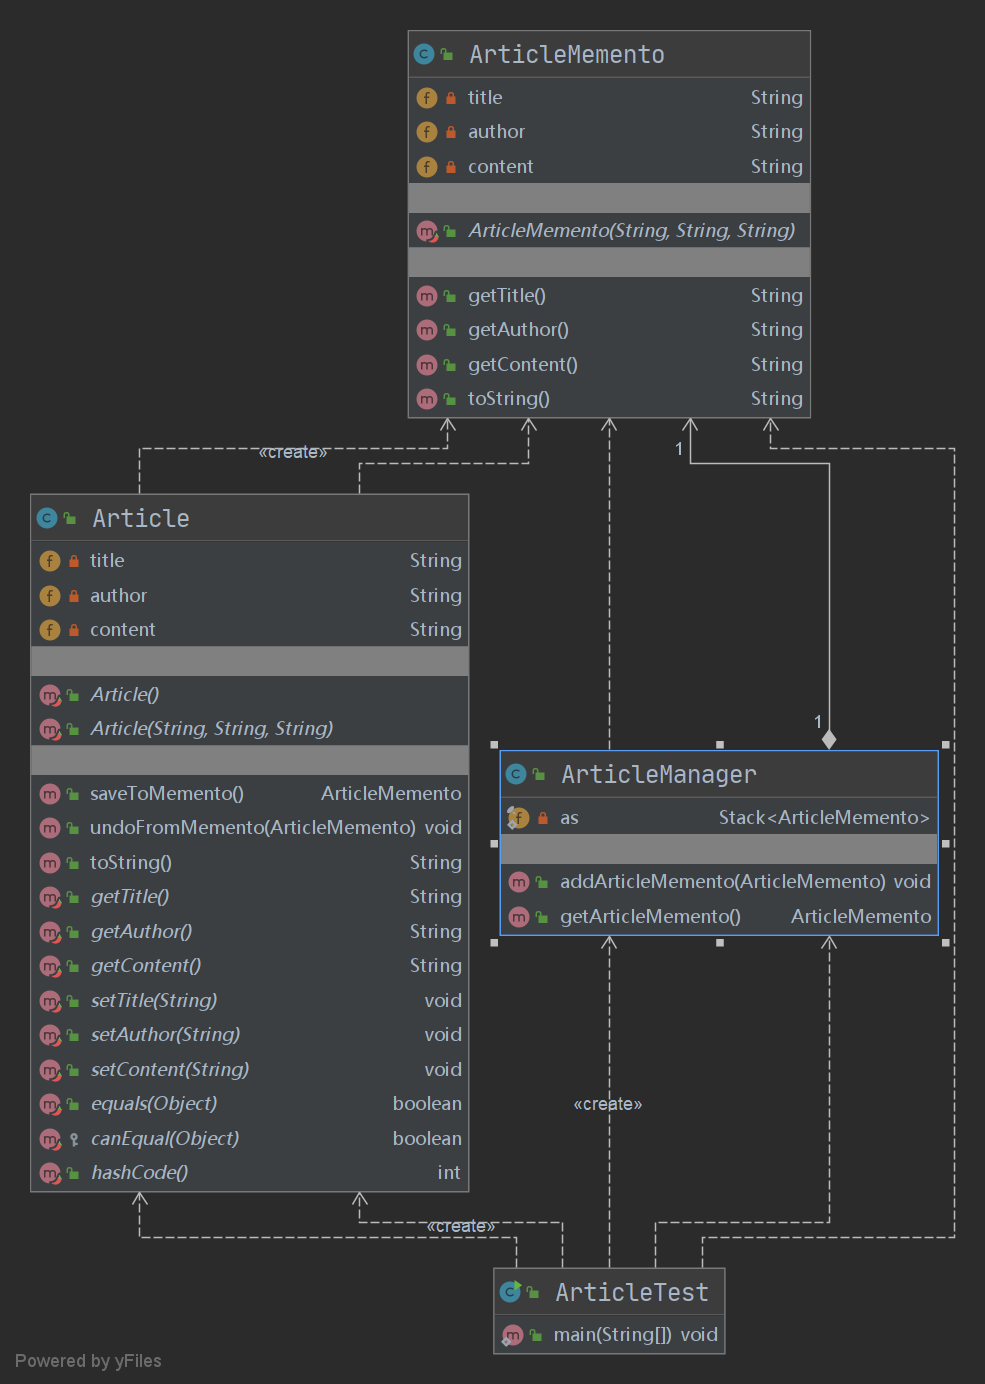 ArticleMemento
title String
author String
content String
ArticleMemento(String, String, String)
getTitle() String
getAuthor() String
getContent() String
toString() String
«create»
1
Article
title String
author String
content String
Article()
Article(String, String, String)
saveToMemento() ArticleMemento
undoFromMemento(ArticleMemento) void
toString() String
getTitle() String
getAuthor() String
getContent() String
setTitle(String) void
setAuthor(String) void
setContent(String) void
equals(Object) boolean
canEqual(Object) boolean
hashCode() int
1
ArticleManager
as Stack<ArticleMemento>
addArticleMemento(ArticleMemento) void
getArticleMemento() ArticleMemento
«create»
«create»
ArticleTest
main(String[]) void
Powered by yFiles